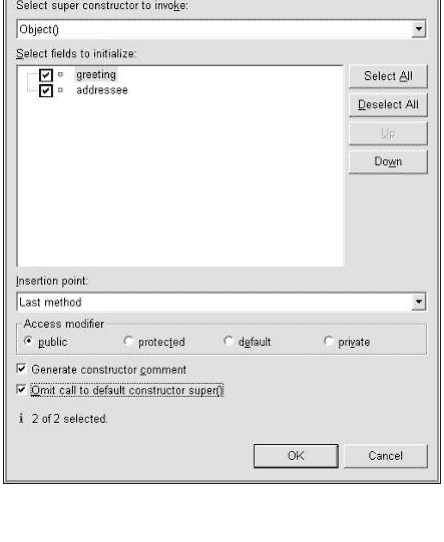 Select super constructor to invoke:
Object()
Select fields to initialize:
greeting
addressee
Select All
Deselect All
Up
Down
Insertion point:
Last method
Access modifier
public protected default private
Generate constructor comment
Omit call to default constructor super()
i 2 of 2 selected.
OK Cancel